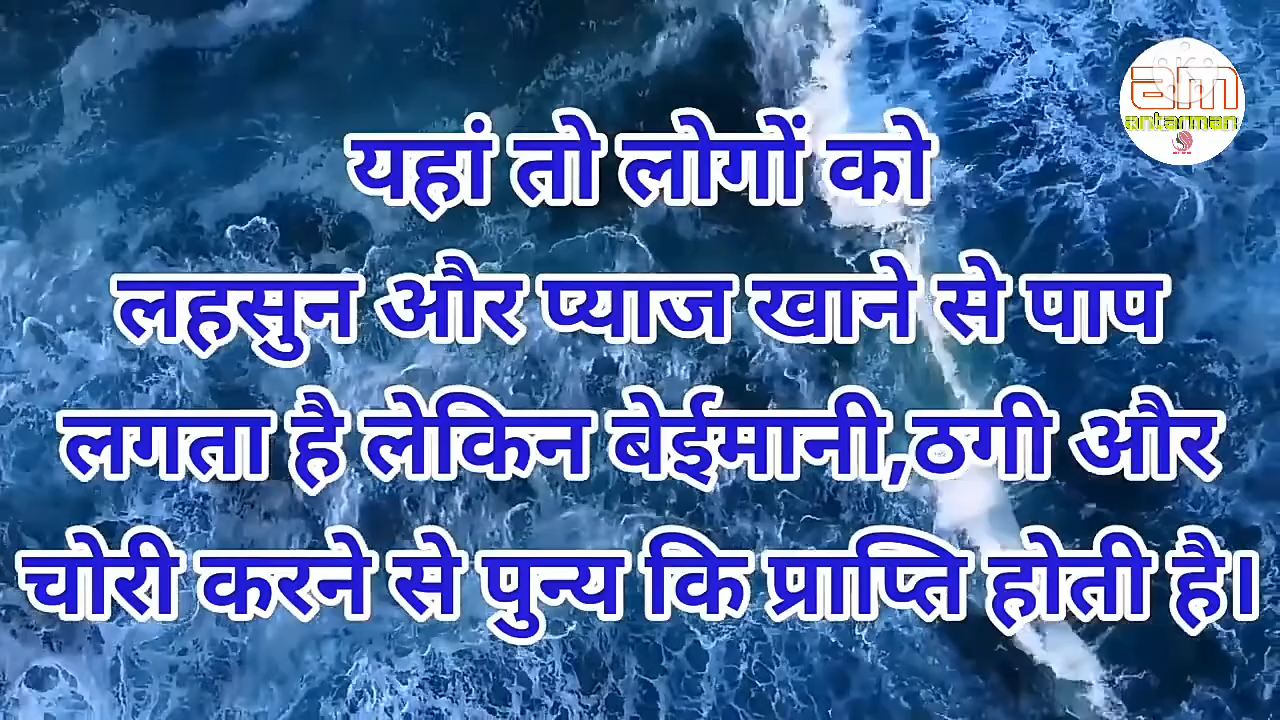 am
antarman
यहां तो लोगों को
लहसुन और प्याज खाने से पाप
लगता है लेकिन बेईमानी,ठगी और
चोरी करने से पुन्य कि प्राप्ति होती है।